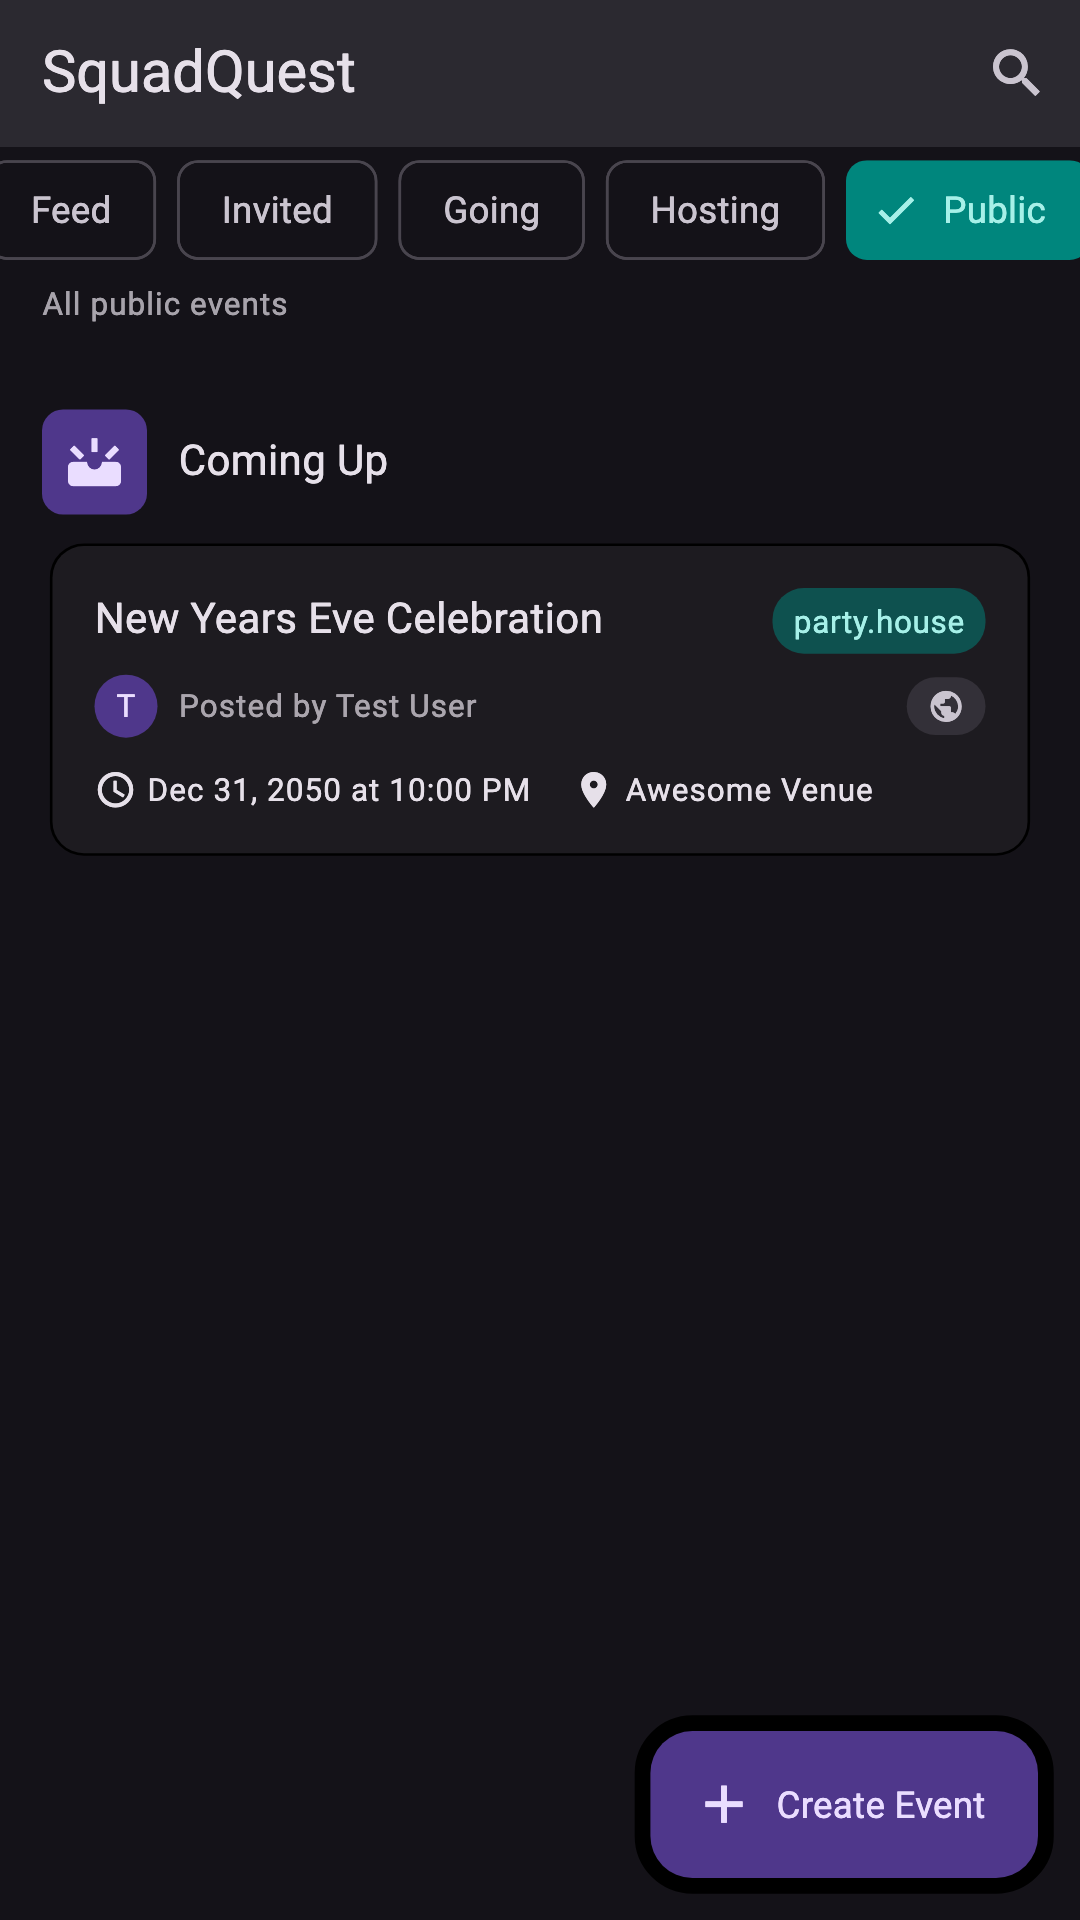 SquadQuest
Feed
Invited
Going
Hosting
Public
All public events
Coming Up
New Years Eve Celebration
party.house
T
Posted by Test User
Dec 31, 2050 at 10:00 PM
Awesome Venue
Create Event